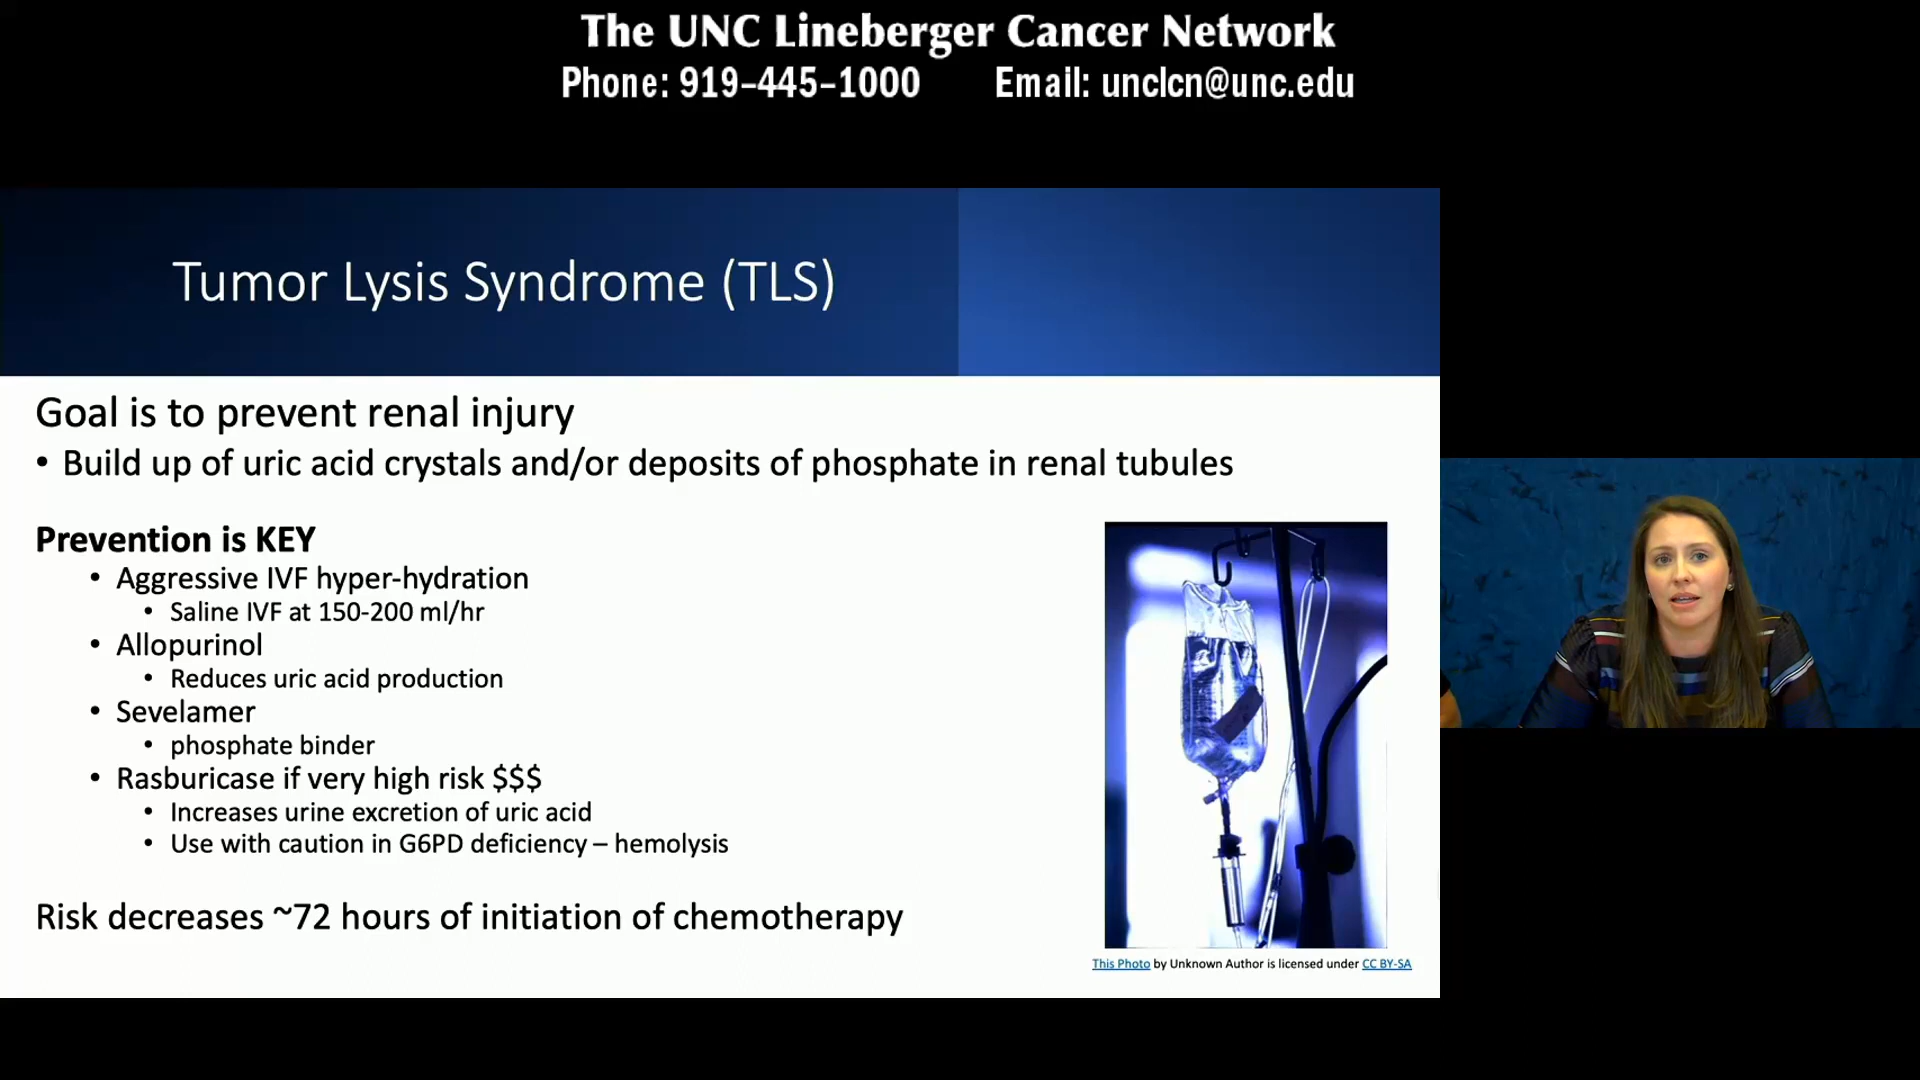 The UNC Lineberger Cancer Network
Phone: 919-445-1000 Email: unclcn@unc.edu
Tumor Lysis Syndrome (TLS)
Goal is to prevent renal injury
• Build up of uric acid crystals and/or deposits of phosphate in renal tubules
Prevention is KEY
• Aggressive IVF hyper-hydration
• Saline IVF at 150-200 ml/hr
• Allopurinol
• Reduces uric acid production
• Sevelamer
• phosphate binder
• Rasburicase if very high risk $$$
• Increases urine excretion of uric acid
• Use with caution in G6PD deficiency – hemolysis
Risk decreases ~72 hours of initiation of chemotherapy
This Photo by Unknown Author is licensed under CC BY-SA